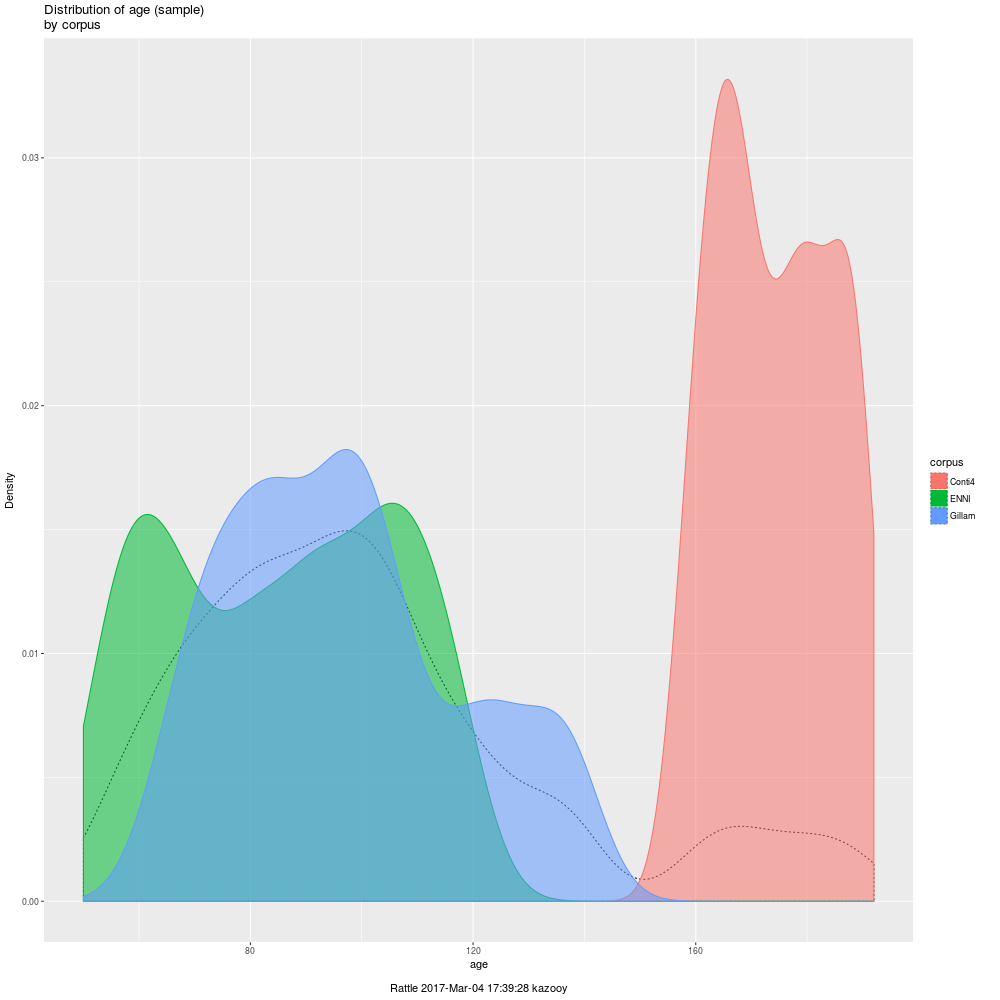 Distribution of age (sample)
by corpus
0.03
0.02
0.01
0.00
Density
80
120
160
age
corpus
Conti4
ENNI
Gillam
Rattle 2017-Mar-04 17:39:28 kazooy